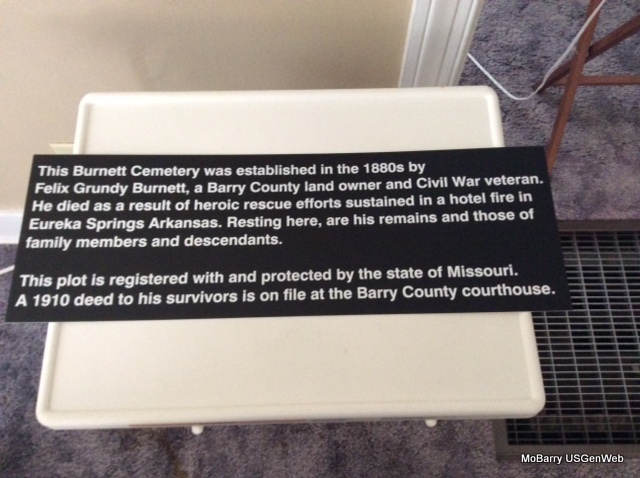 This Burnett Cemetery was established in the 1880s by
Felix Grundy Burnett, a Barry County land owner and Civil War veteran.
He died as a result of heroic rescue efforts sustained in a hotel fire in
Eureka Springs Arkansas. Resting here, are his remains and those of
family members and descendants.
This plot is registered with and protected by the state of Missouri.
A 1910 deed to his survivors is on file at the Barry County courthouse.
MoBarry USGenWeb